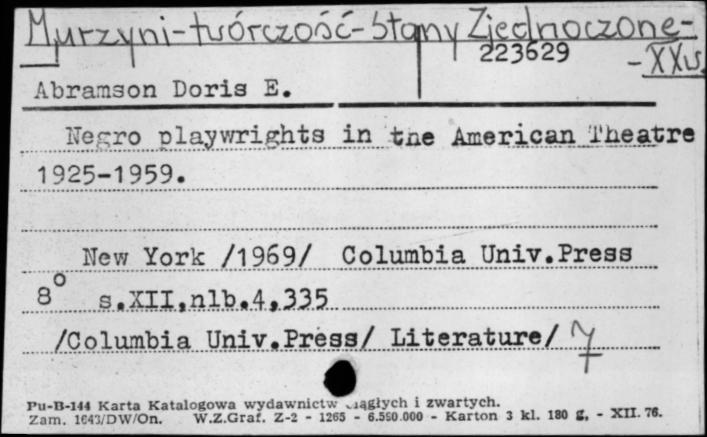 Murzyni-twórczość-Stany Zjednoczone-
223629 -XXw.
Abramson Doris E.
Negro playwrights in the American Theatre
1925-1959.
New York /1969/ Columbia Univ.Press
8° s.XII,nlb.4,335
/Columbia Univ.Press/ Literature/ 7
Pu-B-144 Karta Katalogowa wydawnictw ciągłych i zwartych.
Zam. 1643/DW/On. W.Z.Graf. Z-2 - 1265 - 6.550.000 - Karton 3 kl. 180 g. - XII. 76.